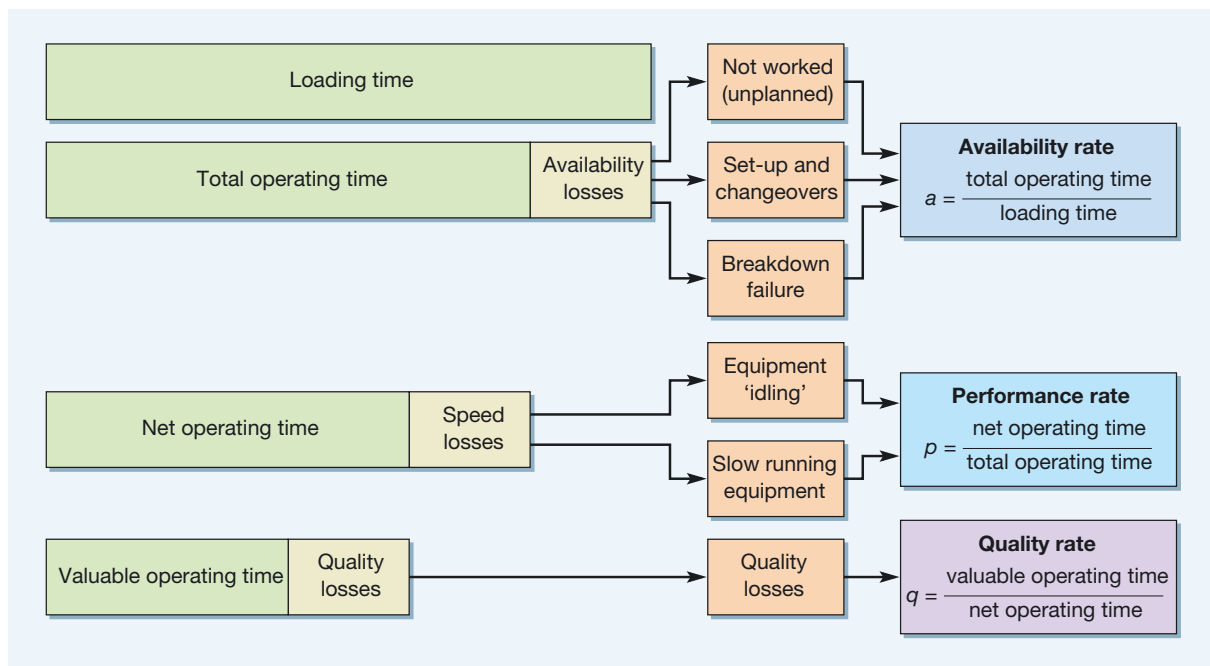 Loading time
Not worked
(unplanned)
Total operating time
Availability
losses
Set-up and
changeovers
Breakdown
failure
Availability rate
a = total operating time
loading time
Net operating time
Speed
losses
Equipment
‘idling’
Slow running
equipment
Performance rate
p = net operating time
total operating time
Valuable operating time
Quality
losses
Quality
losses
Quality rate
q = valuable operating time
net operating time